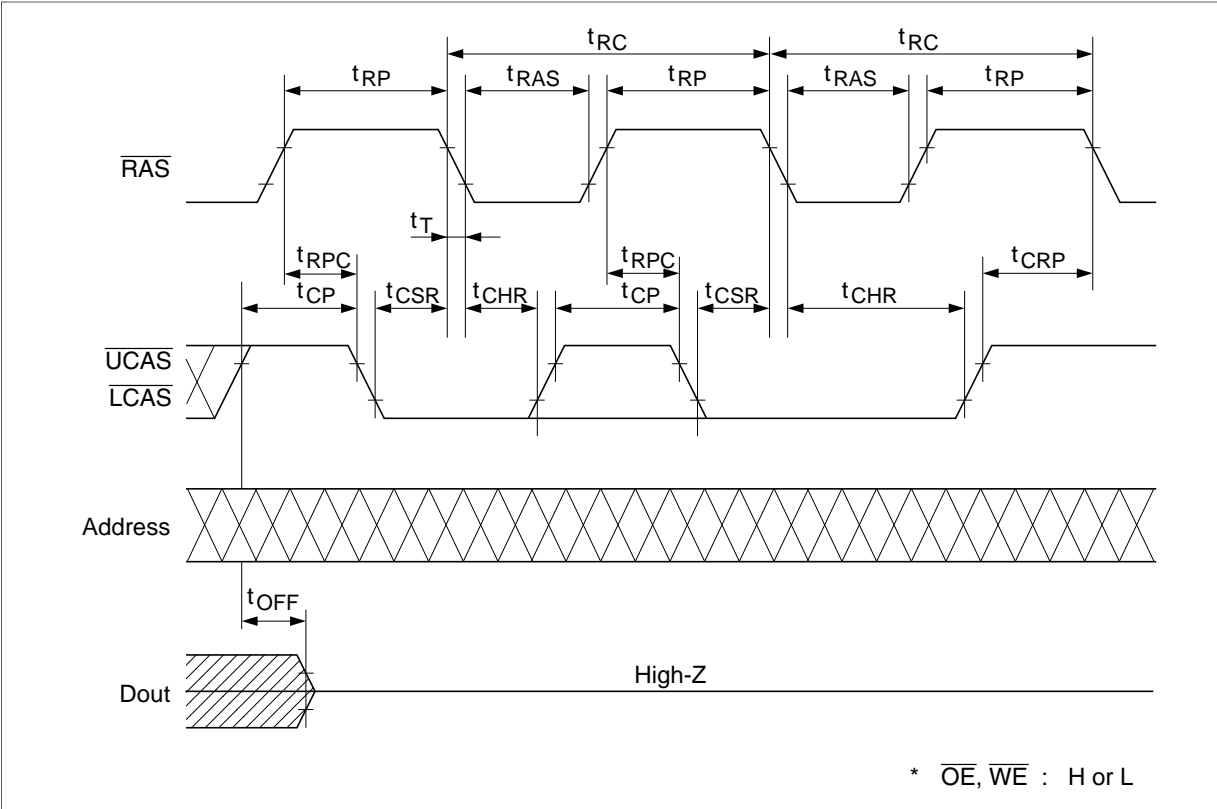 tRC tRC
tRP tRAS tRP tRAS tRP
RAS
tT
tRPC tRPC tCRP
tCP tCSR tCHR tCP tCSR tCHR
UCAS
LCAS
Address
tOFF
High-Z
Dout
* OE, WE : H or L